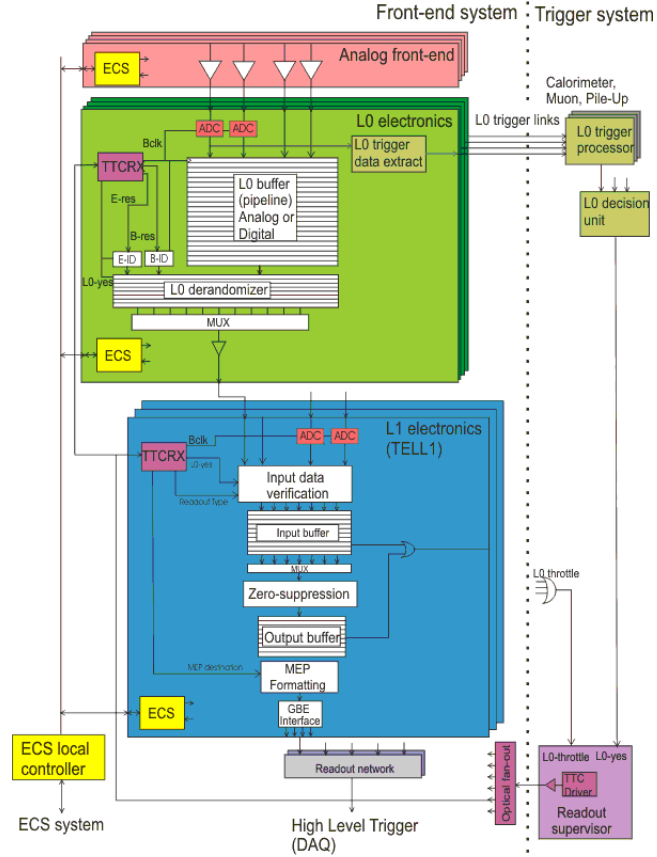 Front-end system
Trigger system
Analog front-end
ECS
Calorimeter,
Muon, Pile-Up
L0 electronics
L0 trigger links
ADC
ADC
Bclk
L0 trigger
data extract
L0 trigger
processor
TTCRX
L0 buffer
(pipeline)
Analog or
Digital
E-res
B-res
L0 decision
unit
E-ID
B-ID
L0-yes
L0 derandomizer
MUX
ECS
L1 electronics
(TELL1)
Bclk
ADC
ADC
TTCRX
L0-yes
Input data
verification
Readout Type
Input buffer
MUX
L0 throttle
Zero-suppression
Output buffer
MEP destination
MEP
Formatting
ECS
GBE
Interface
ECS local
controller
L0-throttle
L0-yes
Readout network
Optical fan-out
TTC
Driver
Readout
supervisor
ECS system
High Level Trigger
(DAQ)